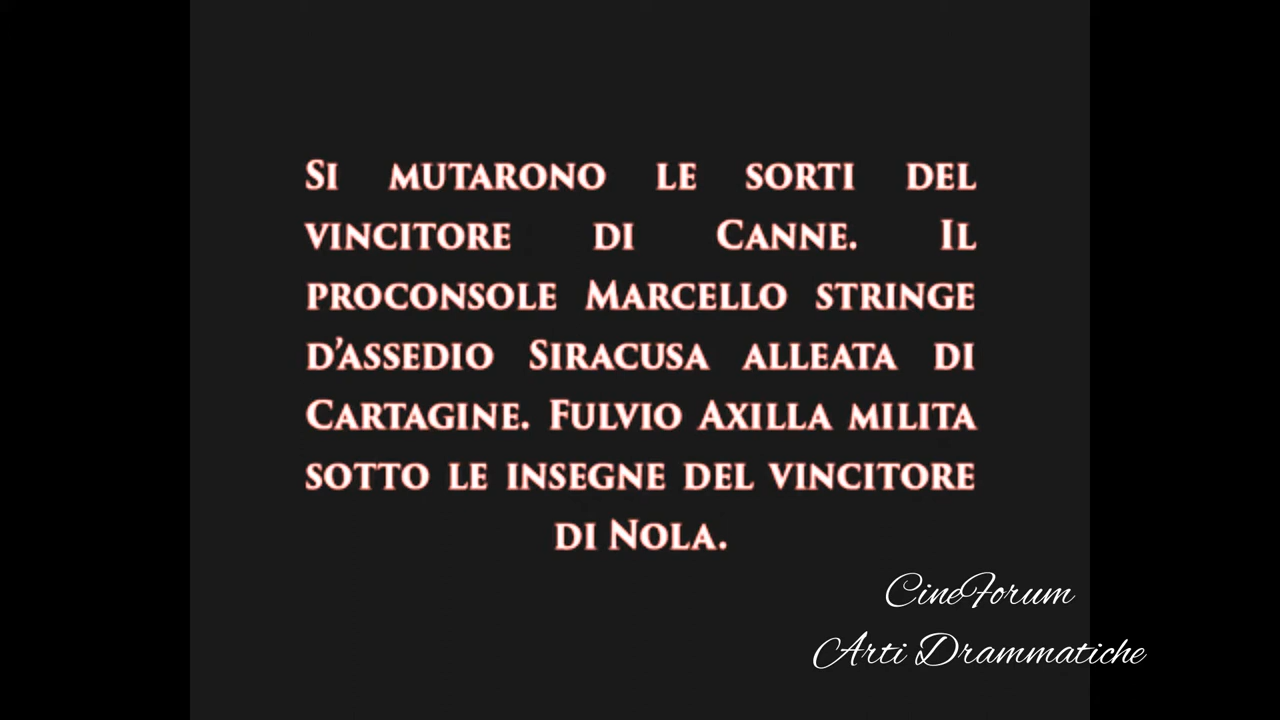 Si mutarono le sorti del
vincitore di Canne. Il
proconsole Marcello stringe
d’assedio Siracusa alleata di
Cartagine. Fulvio Axilla milita
sotto le insegne del vincitore
di Nola.
CineForum
Arti Drammatiche